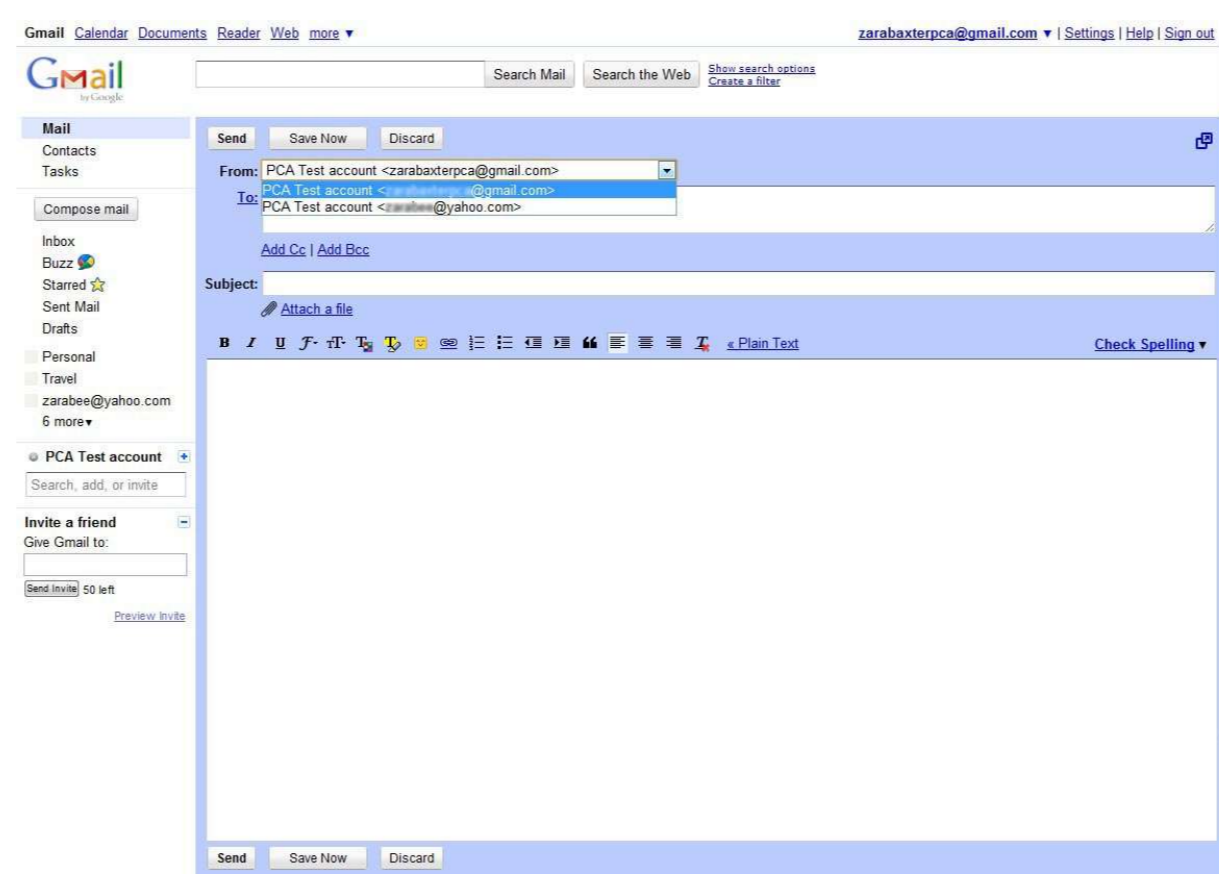 Gmail Calendar Documents Reader Web more ▼
zarabaxterpca@gmail.com ▼ | Settings | Help | Sign out
Gmail
by Google
Search Mail Search the Web
Show search options
Create a filter
Mail
Contacts
Tasks
Compose mail
Inbox
Buzz
Starred
Sent Mail
Drafts
Personal
Travel
zarabee@yahoo.com
6 more▼
PCA Test account
Search, add, or invite
Invite a friend
Give Gmail to:
Send Invite 50 left
Preview Invite
Send Save Now Discard
From: PCA Test account <zarabaxterpca@gmail.com>
PCA Test account < @gmail.com>
To:
PCA Test account < @yahoo.com>
Add Cc | Add Bcc
Subject:
Attach a file
B I U « Plain Text Check Spelling ▼
Send Save Now Discard